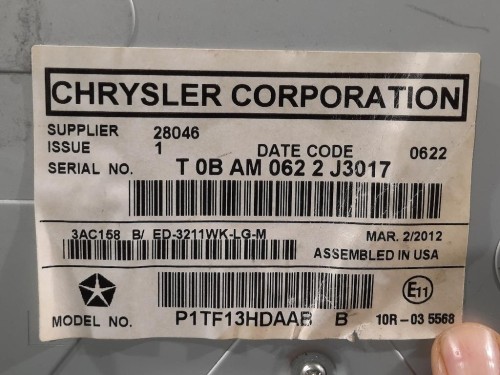 CHRYSLER CORPORATION
SUPPLIER 28046
ISSUE 1 DATE CODE 0622
SERIAL NO. T 0B AM 062 2 J3017
3AC158 B/ ED-3211WK-LG-M MAR. 2/2012
ASSEMBLED IN USA
E11
MODEL NO. P1TF13HDAAB B 10R-03 5568